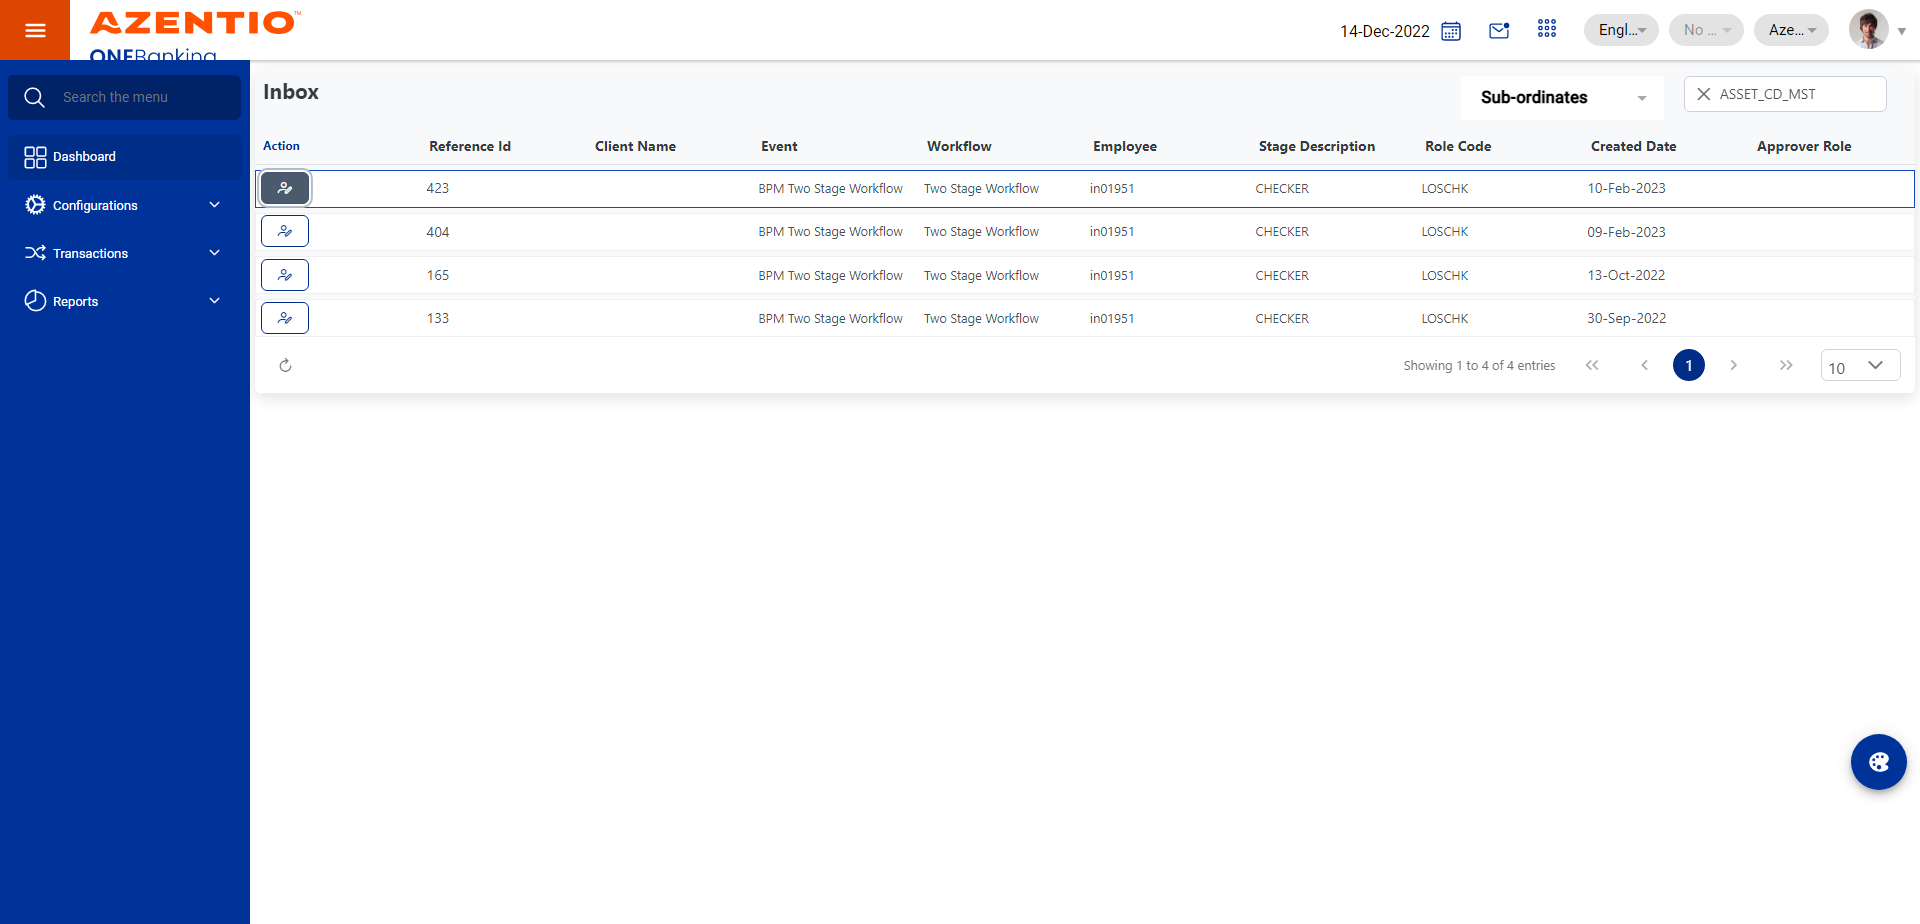 AZENTIO™
ONEBanking
14-Dec-2022
Engl...
No ...
Aze...
Search the menu
Dashboard
Configurations
Transactions
Reports
Inbox
Sub-ordinates
ASSET_CD_MST
Action Reference Id Client Name Event Workflow Employee Stage Description Role Code Created Date Approver Role
423 BPM Two Stage Workflow Two Stage Workflow in01951 CHECKER LOSCHK 10-Feb-2023
404 BPM Two Stage Workflow Two Stage Workflow in01951 CHECKER LOSCHK 09-Feb-2023
165 BPM Two Stage Workflow Two Stage Workflow in01951 CHECKER LOSCHK 13-Oct-2022
133 BPM Two Stage Workflow Two Stage Workflow in01951 CHECKER LOSCHK 30-Sep-2022
Showing 1 to 4 of 4 entries
1
10